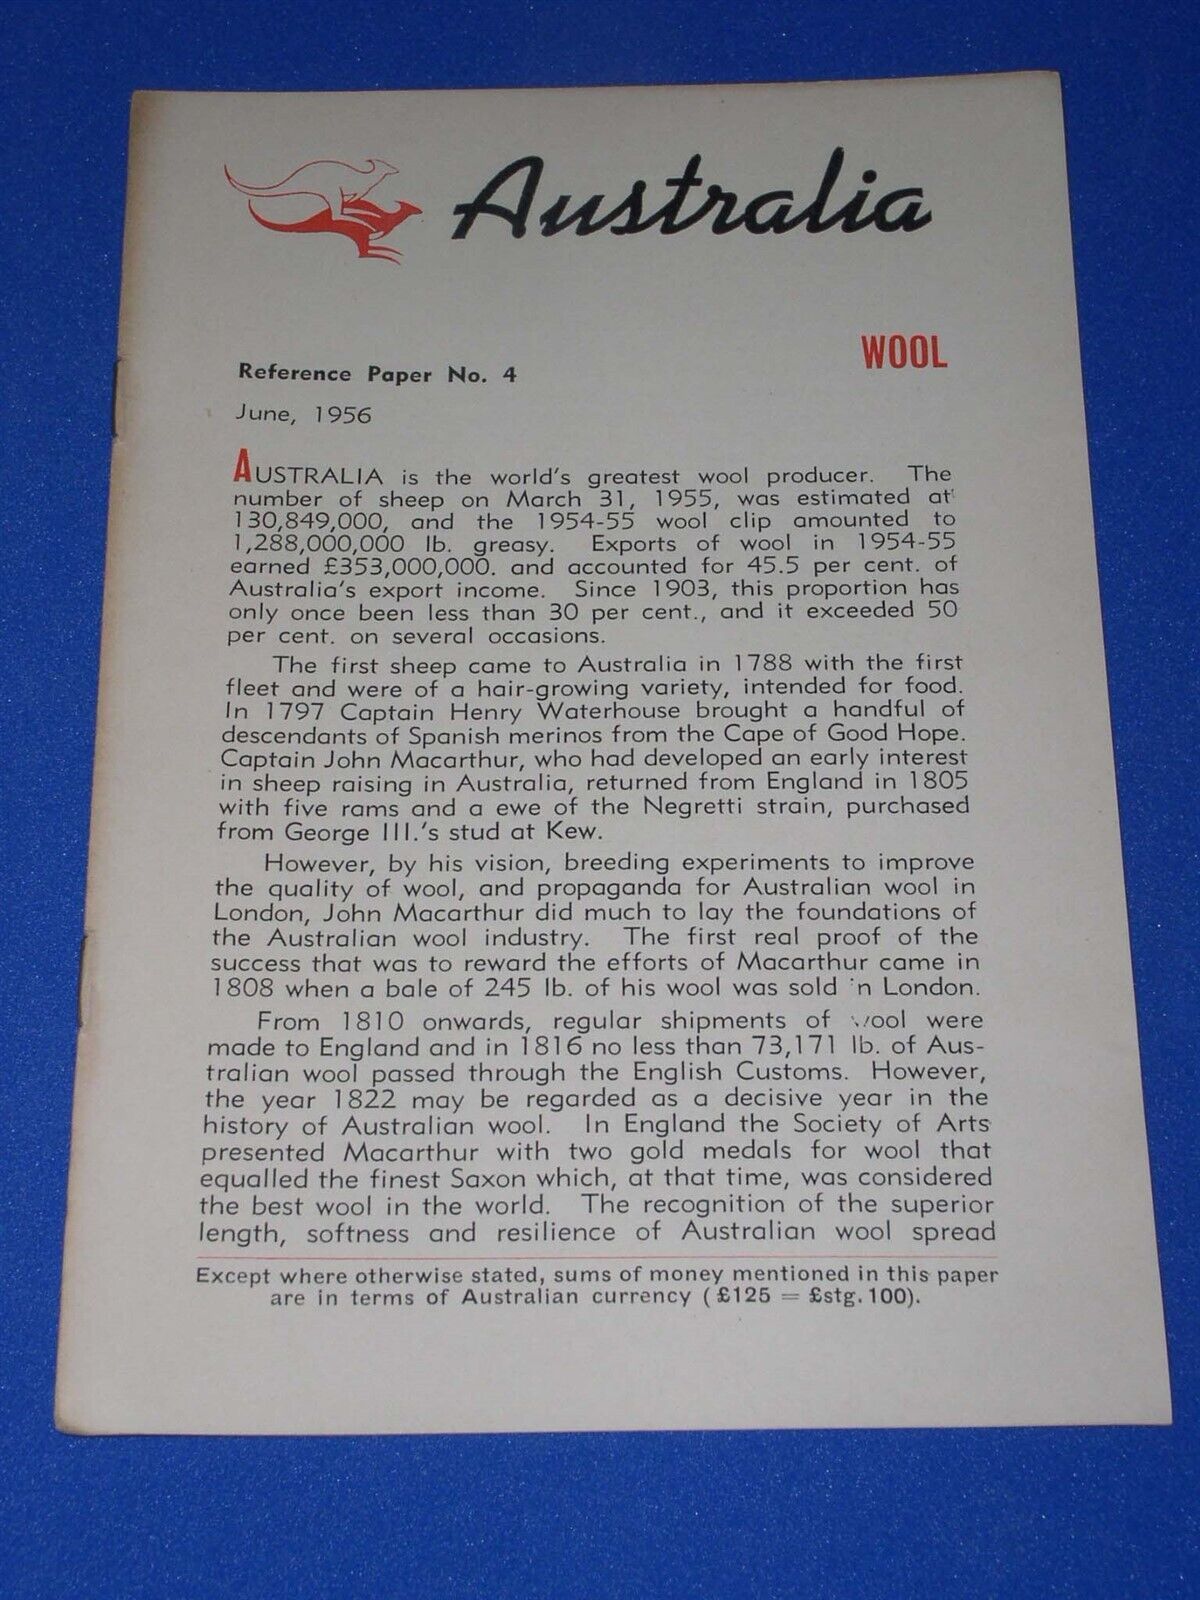 Australia
WOOL
Reference Paper No. 4
June, 1956
AUSTRALIA is the world's greatest wool producer. The
number of sheep on March 31, 1955, was estimated at
130,849,000, and the 1954-55 wool clip amounted to
1,288,000,000 lb. greasy. Exports of wool in 1954-55
earned £353,000,000. and accounted for 45.5 per cent. of
Australia's export income. Since 1903, this proportion has
only once been less than 30 per cent., and it exceeded 50
per cent. on several occasions.
The first sheep came to Australia in 1788 with the first
fleet and were of a hair-growing variety, intended for food.
In 1797 Captain Henry Waterhouse brought a handful of
descendants of Spanish merinos from the Cape of Good Hope.
Captain John Macarthur, who had developed an early interest
in sheep raising in Australia, returned from England in 1805
with five rams and a ewe of the Negretti strain, purchased
from George III.'s stud at Kew.
However, by his vision, breeding experiments to improve
the quality of wool, and propaganda for Australian wool in
London, John Macarthur did much to lay the foundations of
the Australian wool industry. The first real proof of the
success that was to reward the efforts of Macarthur came in
1808 when a bale of 245 lb. of his wool was sold in London.
From 1810 onwards, regular shipments of wool were
made to England and in 1816 no less than 73,171 lb. of Aus-
tralian wool passed through the English Customs. However,
the year 1822 may be regarded as a decisive year in the
history of Australian wool. In England the Society of Arts
presented Macarthur with two gold medals for wool that
equalled the finest Saxon which, at that time, was considered
the best wool in the world. The recognition of the superior
length, softness and resilience of Australian wool spread
Except where otherwise stated, sums of money mentioned in this paper
are in terms of Australian currency (£125 = £stg.100).